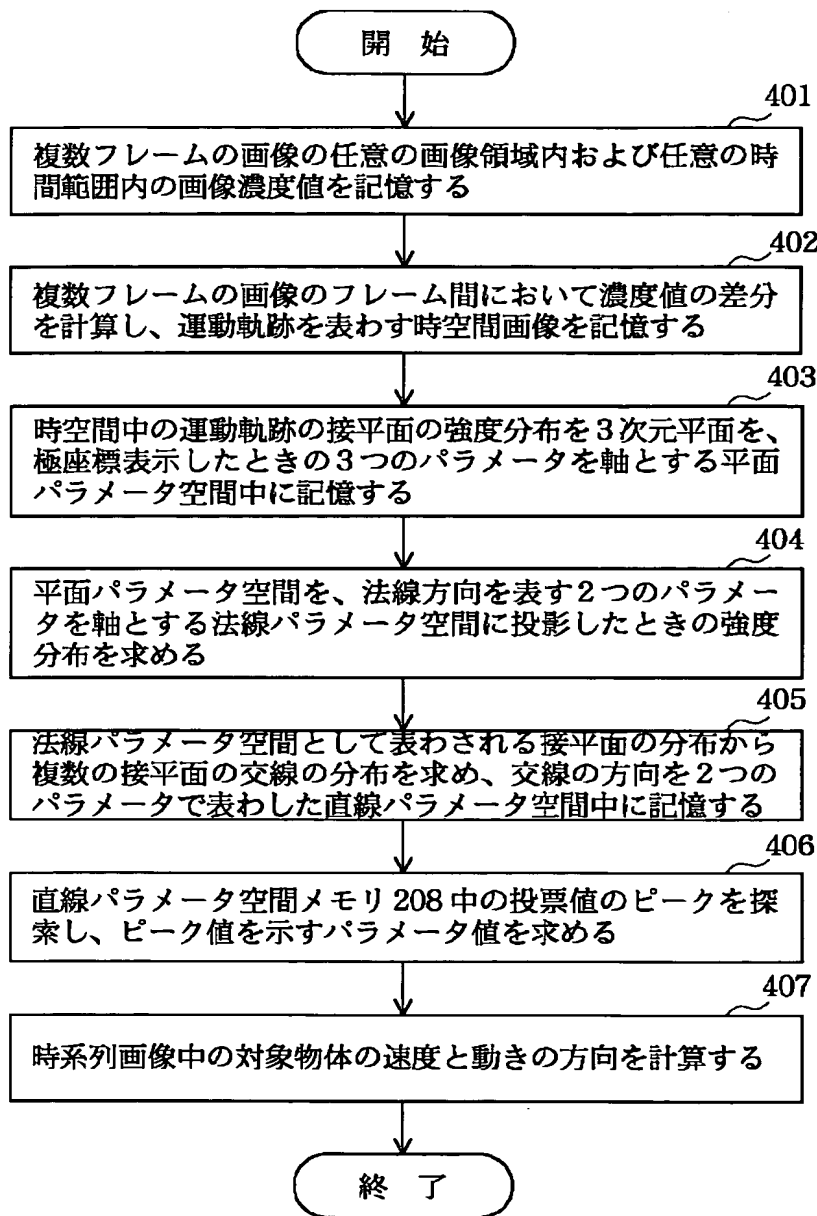 開 始
401
複数フレームの画像の任意の画像領域内および任意の時
間範囲内の画像濃度値を記憶する
402
複数フレームの画像のフレーム間において濃度値の差分
を計算し、運動軌跡を表わす時空間画像を記憶する
403
時空間中の運動軌跡の接平面の強度分布を3次元平面を、
極座標表示したときの3つのパラメータを軸とする平面
パラメータ空間中に記憶する
404
平面パラメータ空間を、法線方向を表す2つのパラメー
タを軸とする法線パラメータ空間に投影したときの強度
分布を求める
405
法線パラメータ空間として表わされる接平面の分布から
複数の接平面の交線の分布を求め、交線の方向を2つの
パラメータで表わした直線パラメータ空間中に記憶する
406
直線パラメータ空間メモリ208中の投票値のピークを探
索し、ピーク値を示すパラメータ値を求める
407
時系列画像中の対象物体の速度と動きの方向を計算する
終 了